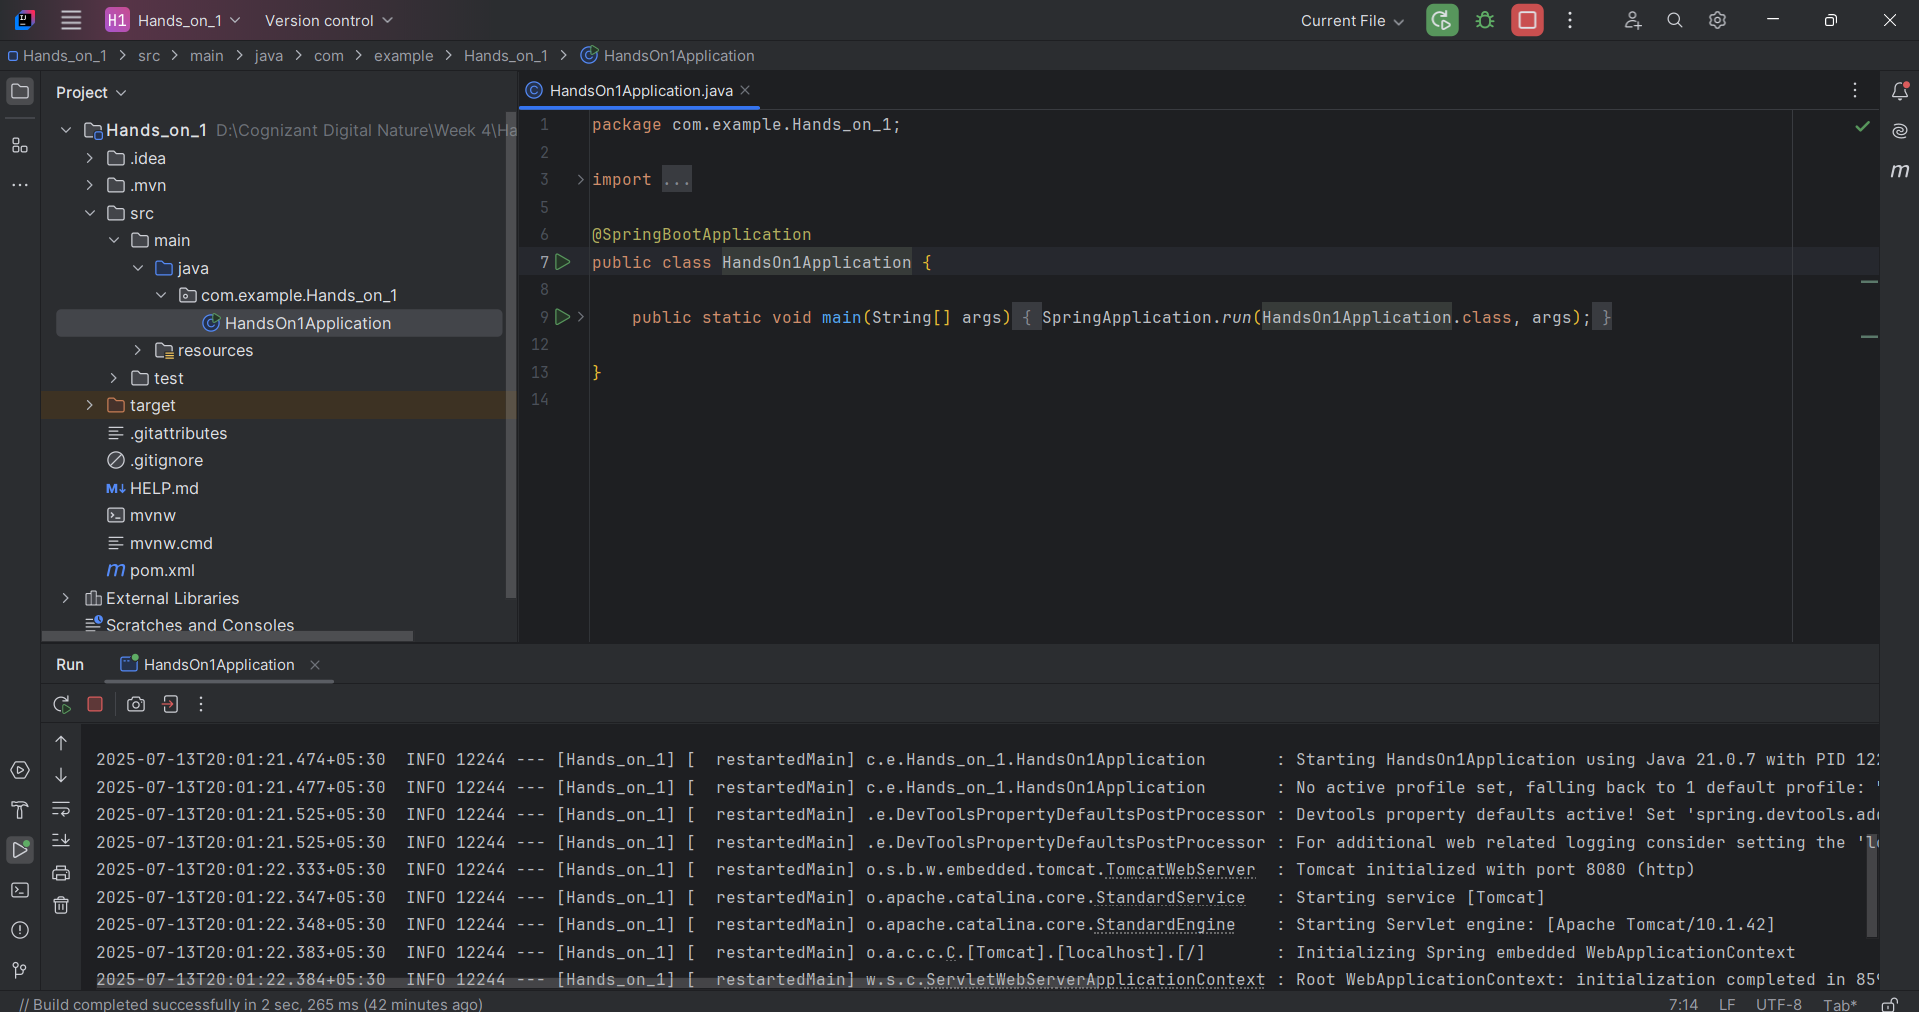 H1 Hands_on_1 Version control Current File
Hands_on_1 > src > main > java > com > example > Hands_on_1 > HandsOn1Application
Project
HandsOn1Application.java
Hands_on_1 D:\Cognizant Digital Nature\Week 4\Ha
.idea
.mvn
src
main
java
com.example.Hands_on_1
HandsOn1Application
resources
test
target
.gitattributes
.gitignore
M↓ HELP.md
mvnw
mvnw.cmd
m pom.xml
External Libraries
Scratches and Consoles
1 package com.example.Hands_on_1;
2
3 import ...
5
6 @SpringBootApplication
7 public class HandsOn1Application {
8
9 public static void main(String[] args) { SpringApplication.run(HandsOn1Application.class, args); }
12
13 }
14
m
Run HandsOn1Application
2025-07-13T20:01:21.474+05:30 INFO 12244 --- [Hands_on_1] [ restartedMain] c.e.Hands_on_1.HandsOn1Application : Starting HandsOn1Application using Java 21.0.7 with PID 122
2025-07-13T20:01:21.477+05:30 INFO 12244 --- [Hands_on_1] [ restartedMain] c.e.Hands_on_1.HandsOn1Application : No active profile set, falling back to 1 default profile: "
2025-07-13T20:01:21.525+05:30 INFO 12244 --- [Hands_on_1] [ restartedMain] .e.DevToolsPropertyDefaultsPostProcessor : Devtools property defaults active! Set 'spring.devtools.add
2025-07-13T20:01:21.525+05:30 INFO 12244 --- [Hands_on_1] [ restartedMain] .e.DevToolsPropertyDefaultsPostProcessor : For additional web related logging consider setting the 'lo
2025-07-13T20:01:22.333+05:30 INFO 12244 --- [Hands_on_1] [ restartedMain] o.s.b.w.embedded.tomcat.TomcatWebServer : Tomcat initialized with port 8080 (http)
2025-07-13T20:01:22.347+05:30 INFO 12244 --- [Hands_on_1] [ restartedMain] o.apache.catalina.core.StandardService : Starting service [Tomcat]
2025-07-13T20:01:22.348+05:30 INFO 12244 --- [Hands_on_1] [ restartedMain] o.apache.catalina.core.StandardEngine : Starting Servlet engine: [Apache Tomcat/10.1.42]
2025-07-13T20:01:22.383+05:30 INFO 12244 --- [Hands_on_1] [ restartedMain] o.a.c.c.C.[Tomcat].[localhost].[/] : Initializing Spring embedded WebApplicationContext
2025-07-13T20:01:22.384+05:30 INFO 12244 --- [Hands_on_1] [ restartedMain] w.s.c.ServletWebServerApplicationContext : Root WebApplicationContext: initialization completed in 85
// Build completed successfully in 2 sec, 265 ms (42 minutes ago) 7:14 LF UTF-8 Tab*